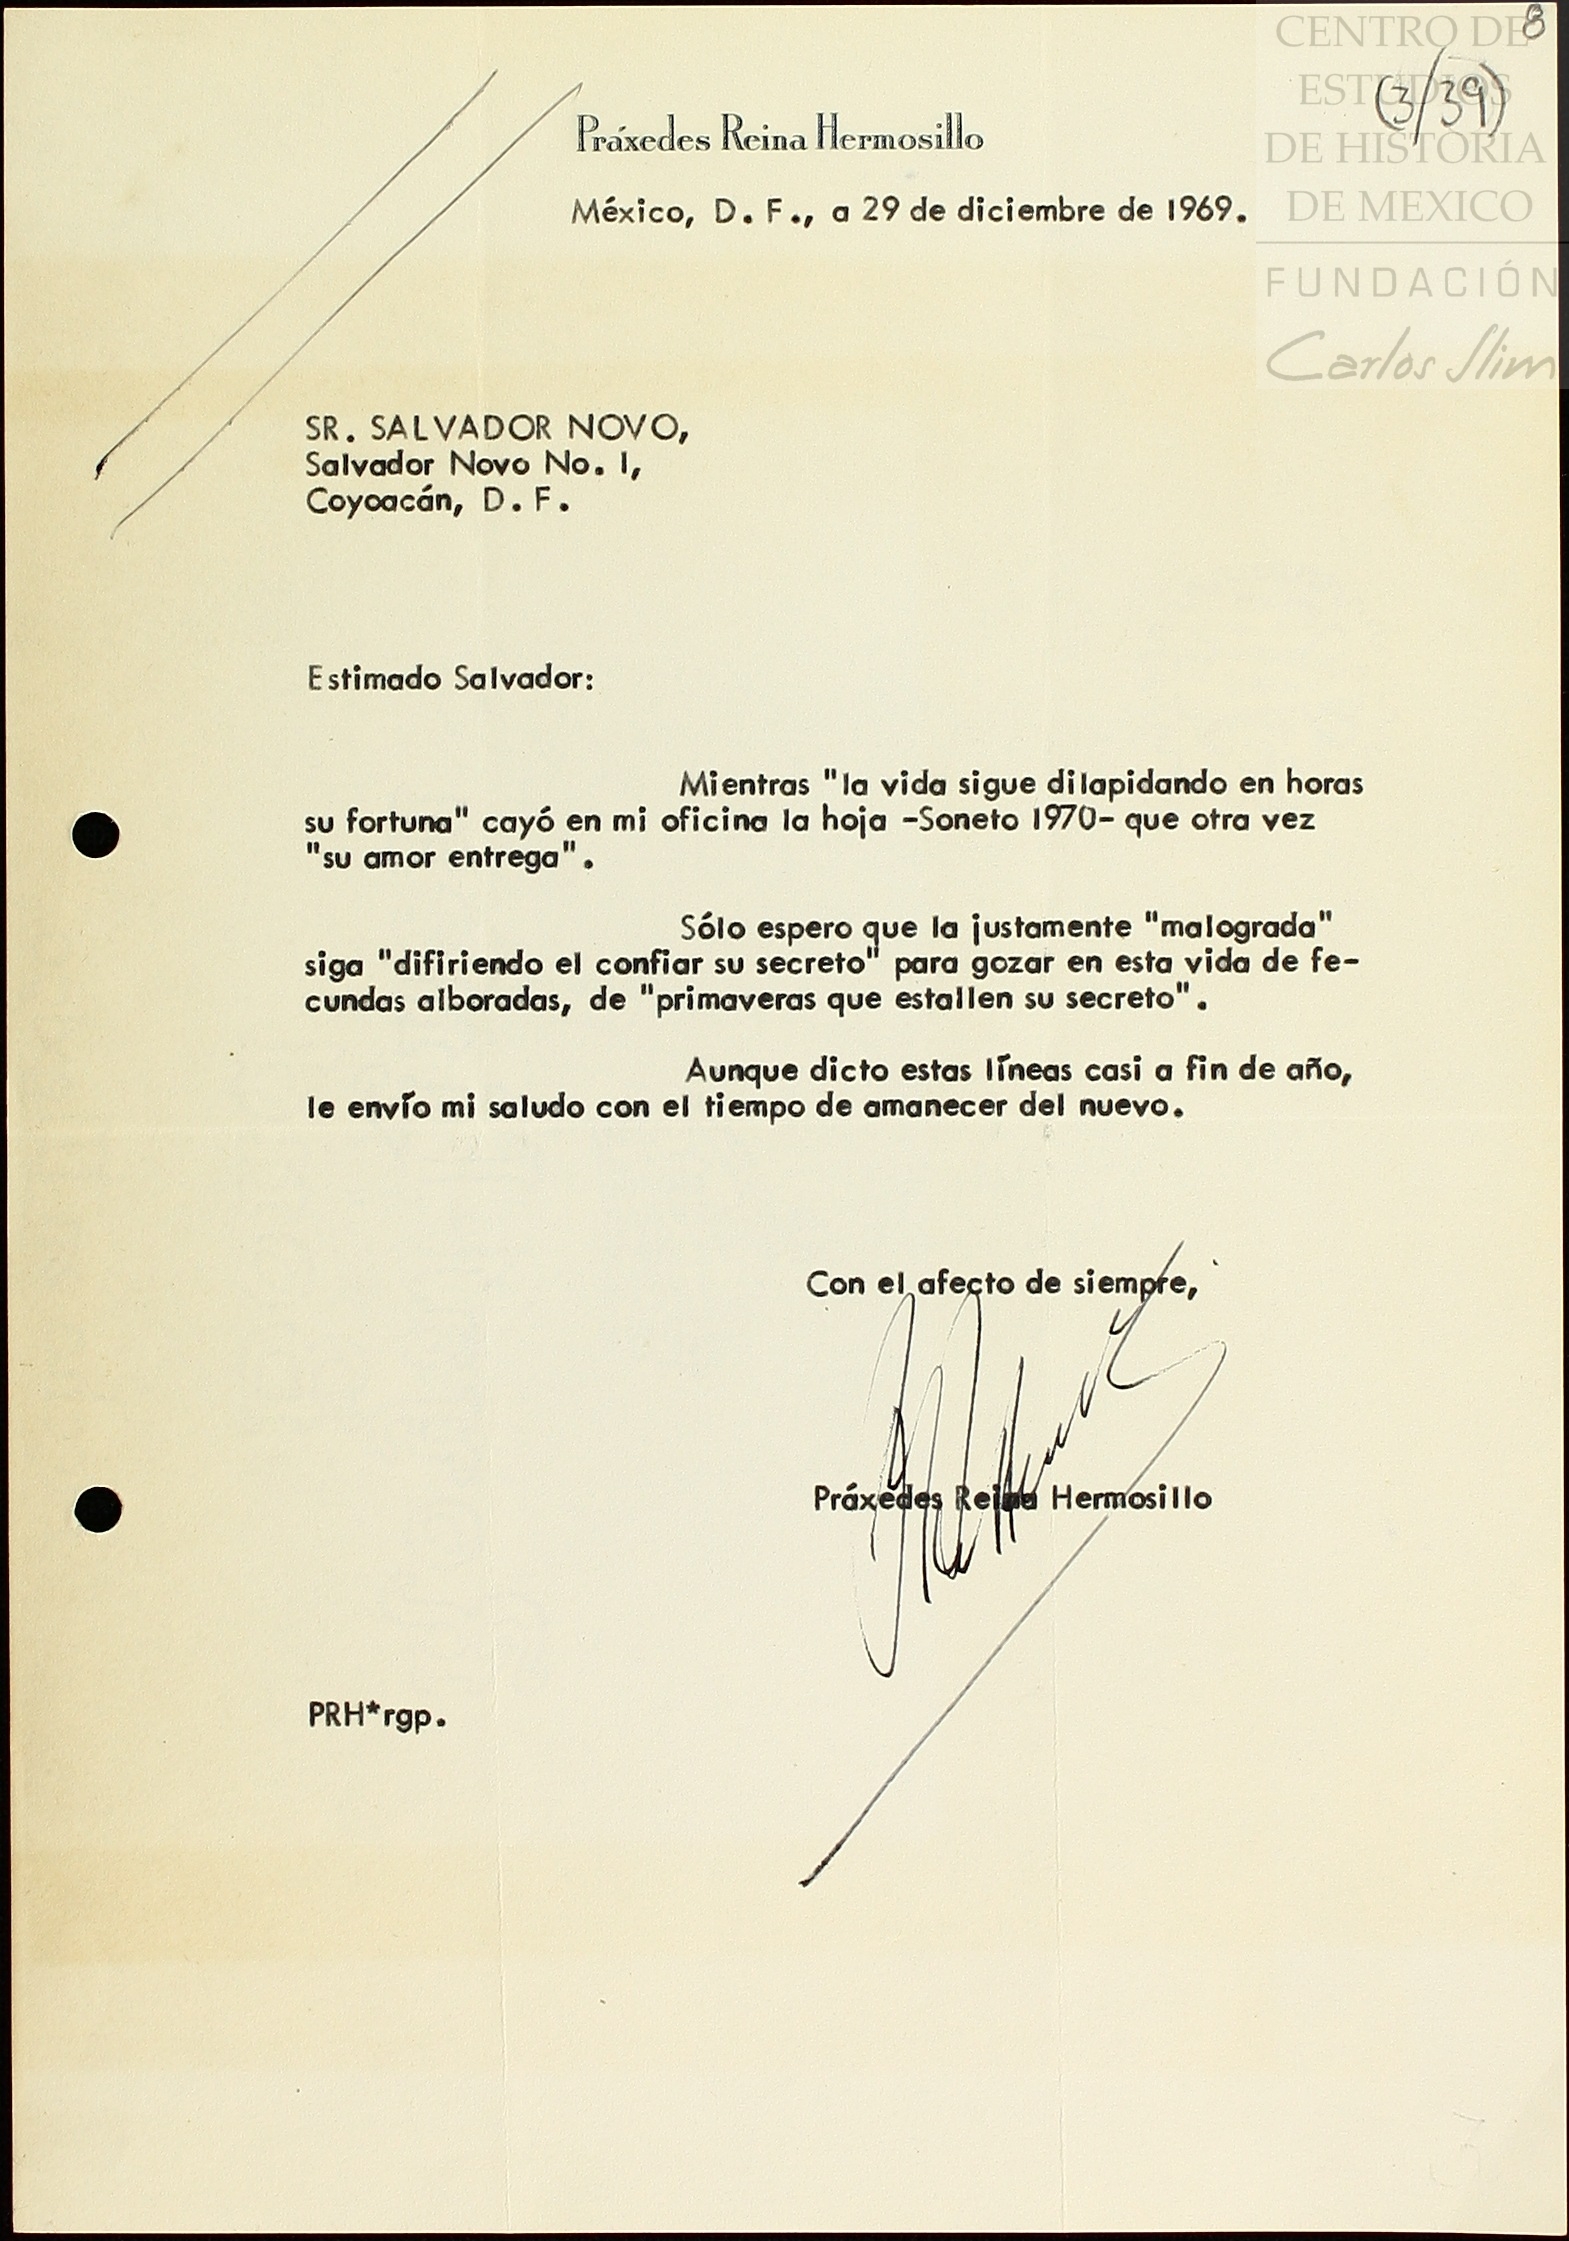 8
CENTRO DE
ESTUDIOS
(3/39)
DE HISTORIA
DE MEXICO
FUNDACIÓN
Carlos Slim
Práxedes Reina Hermosillo
México, D. F., a 29 de diciembre de 1969.
SR. SALVADOR NOVO,
Salvador Novo No. 1,
Coyoacán, D. F.
Estimado Salvador:
Mientras "la vida sigue dilapidando en horas
su fortuna" cayó en mi oficina la hoja -Soneto 1970- que otra vez
"su amor entrega".
Sólo espero que la justamente "malograda"
siga "difiriendo el confiar su secreto" para gozar en esta vida de fe-
cundas alboradas, de "primaveras que estallen su secreto".
Aunque dicto estas líneas casi a fin de año,
le envío mi saludo con el tiempo de amanecer del nuevo.
Con el afecto de siempre,
Práxedes Reina Hermosillo
PRH*rgp.